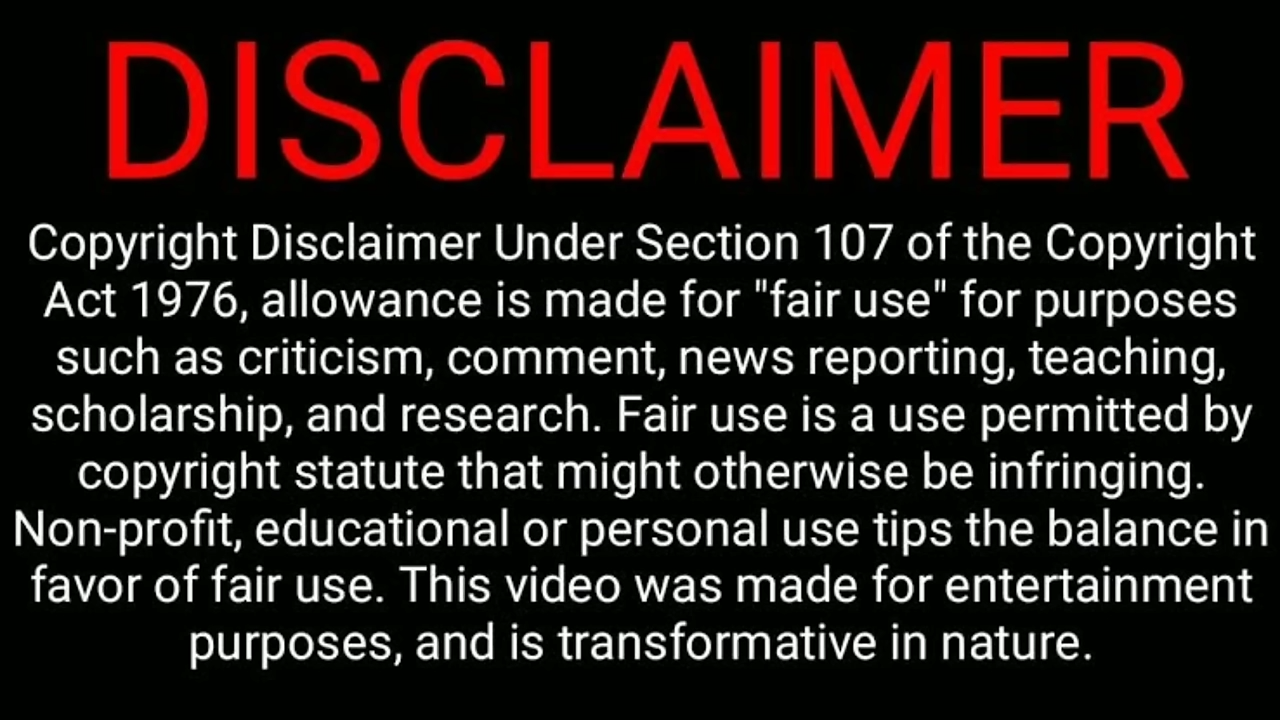 DISCLAIMER
Copyright Disclaimer Under Section 107 of the Copyright
Act 1976, allowance is made for "fair use" for purposes
such as criticism, comment, news reporting, teaching,
scholarship, and research. Fair use is a use permitted by
copyright statute that might otherwise be infringing.
Non-profit, educational or personal use tips the balance in
favor of fair use. This video was made for entertainment
purposes, and is transformative in nature.